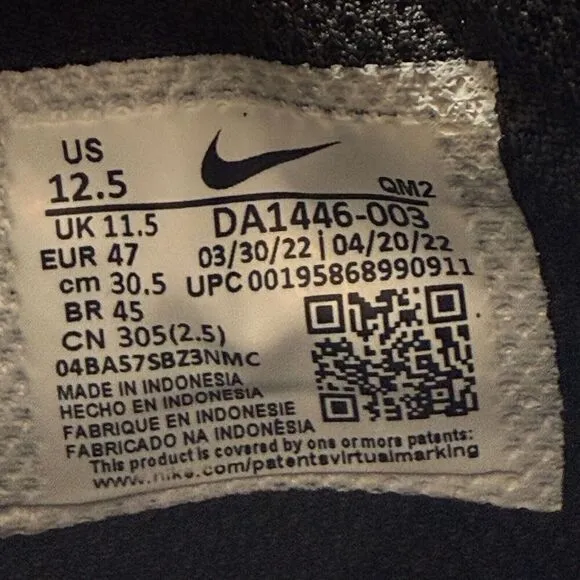 US
12.5
QM2
UK 11.5
DA1446-003
EUR 47
03/30/22 | 04/20/22
cm 30.5
UPC 00195868990911
BR 45
CN 305(2.5)
04BA57SBZ3NMC
MADE IN INDONESIA
HECHO EN INDONESIA
FABRIQUE EN INDONESIE
FABRICADO NA INDONÉSIA
This product is covered by one or more patents:
www.nike.com/patentsvirtualmarking